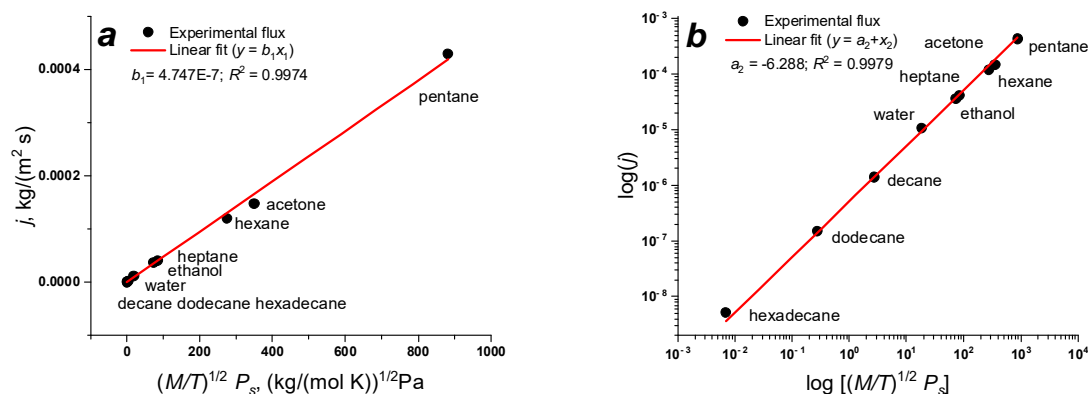 a
Experimental flux
Linear fit (y = b₁x₁)
b₁= 4.747E-7; R² = 0.9974
pentane
acetone
hexane
heptane
ethanol
water
decane dodecane hexadecane
0.0004
0.0002
0.0000
j, kg/(m² s)
0 200 400 600 800 1000
(M/T)¹/² Pₛ, (kg/(mol K))¹/²Pa
b
Experimental flux
Linear fit (y = a₂+x₂)
a₂ = -6.288; R² = 0.9979
acetone
pentane
heptane
hexane
water
ethanol
decane
dodecane
hexadecane
10⁻³
10⁻⁴
10⁻⁵
10⁻⁶
10⁻⁷
10⁻⁸
log(j)
10⁻³ 10⁻² 10⁻¹ 10⁰ 10¹ 10² 10³ 10⁴
log [(M/T)¹/² Pₛ]